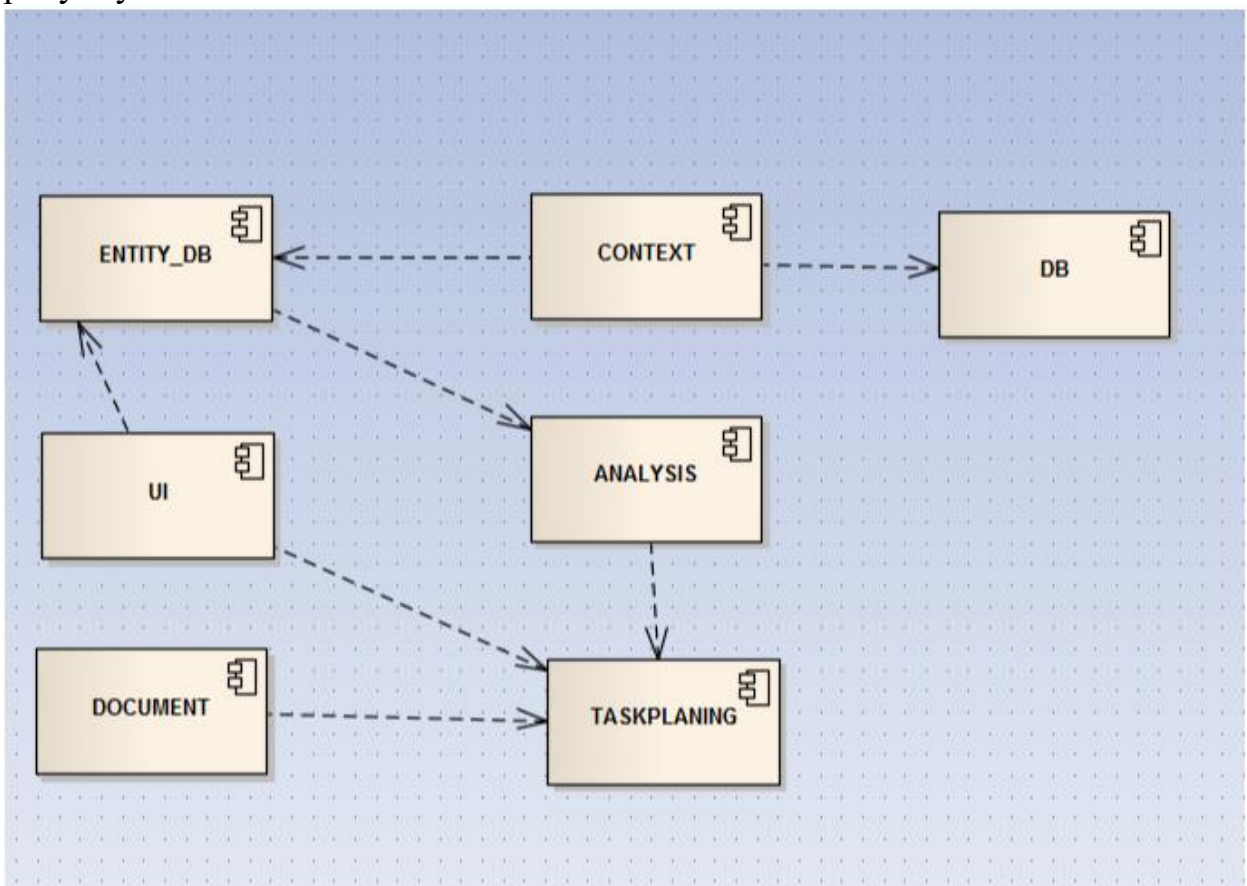 ENTITY_DB
CONTEXT
DB
UI
ANALYSIS
DOCUMENT
TASKPLANING